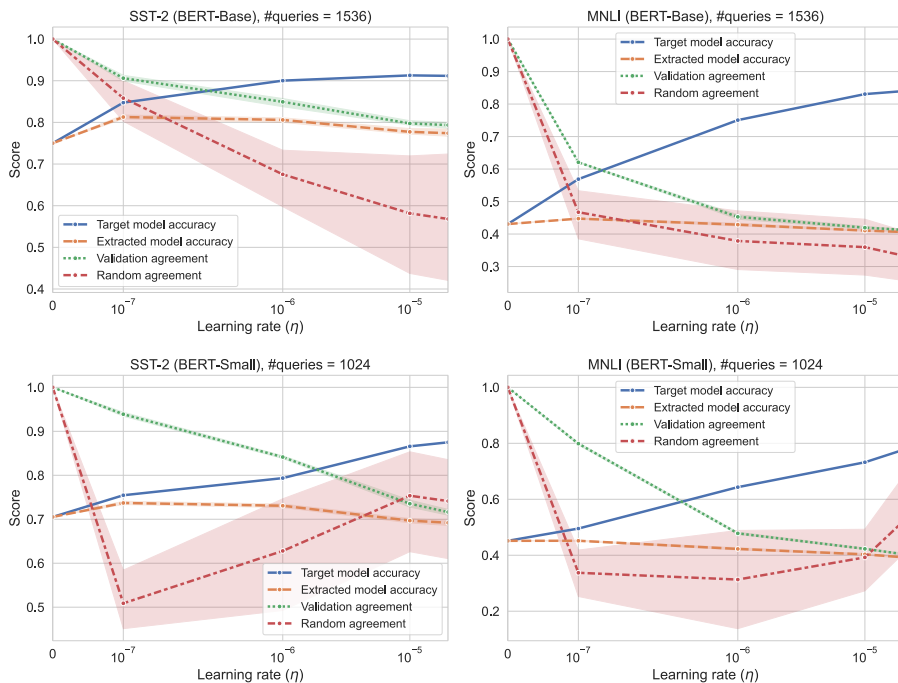 SST-2 (BERT-Base), #queries = 1536)
1.0
0.9
0.8
0.7
0.6
0.5
0.4
Score
Target model accuracy
Extracted model accuracy
Validation agreement
Random agreement
0
10⁻⁷
10⁻⁶
10⁻⁵
Learning rate (η)
MNLI (BERT-Base), #queries = 1536)
1.0
0.9
0.8
0.7
0.6
0.5
0.4
0.3
Score
Target model accuracy
Extracted model accuracy
Validation agreement
Random agreement
0
10⁻⁷
10⁻⁶
10⁻⁵
Learning rate (η)
SST-2 (BERT-Small), #queries = 1024
1.0
0.9
0.8
0.7
0.6
0.5
Score
Target model accuracy
Extracted model accuracy
Validation agreement
Random agreement
0
10⁻⁷
10⁻⁶
10⁻⁵
Learning rate (η)
MNLI (BERT-Small), #queries = 1024
1.0
0.8
0.6
0.4
0.2
Score
Target model accuracy
Extracted model accuracy
Validation agreement
Random agreement
0
10⁻⁷
10⁻⁶
10⁻⁵
Learning rate (η)